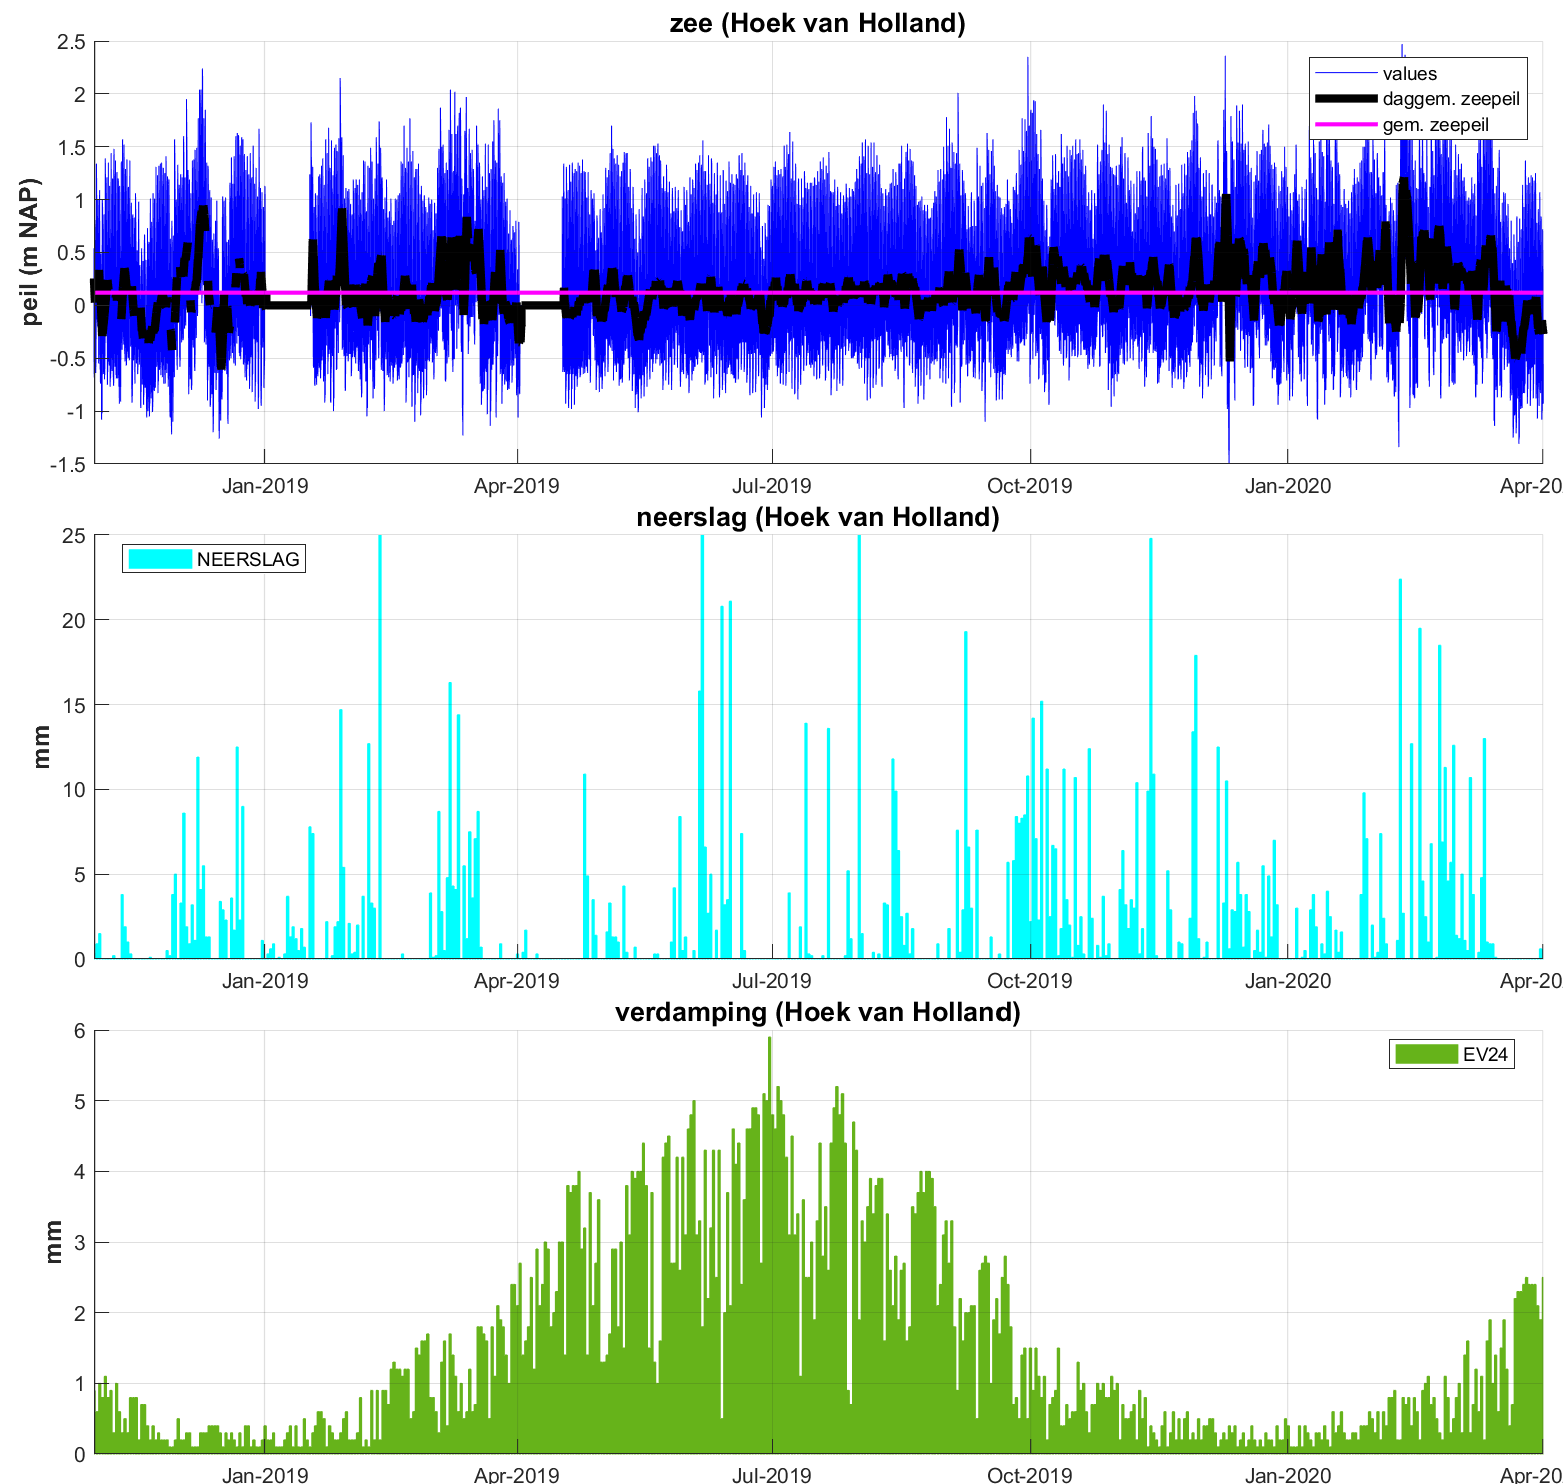 zee (Hoek van Holland)
2.5
2
1.5
1
0.5
0
-0.5
-1
-1.5
peil (m NAP)
values
daggem. zeepeil
gem. zeepeil
Jan-2019 Apr-2019 Jul-2019 Oct-2019 Jan-2020 Apr-20
neerslag (Hoek van Holland)
25
20
15
10
5
0
mm
NEERSLAG
Jan-2019 Apr-2019 Jul-2019 Oct-2019 Jan-2020 Apr-20
verdamping (Hoek van Holland)
6
5
4
3
2
1
0
mm
EV24
Jan-2019 Apr-2019 Jul-2019 Oct-2019 Jan-2020 Apr-20